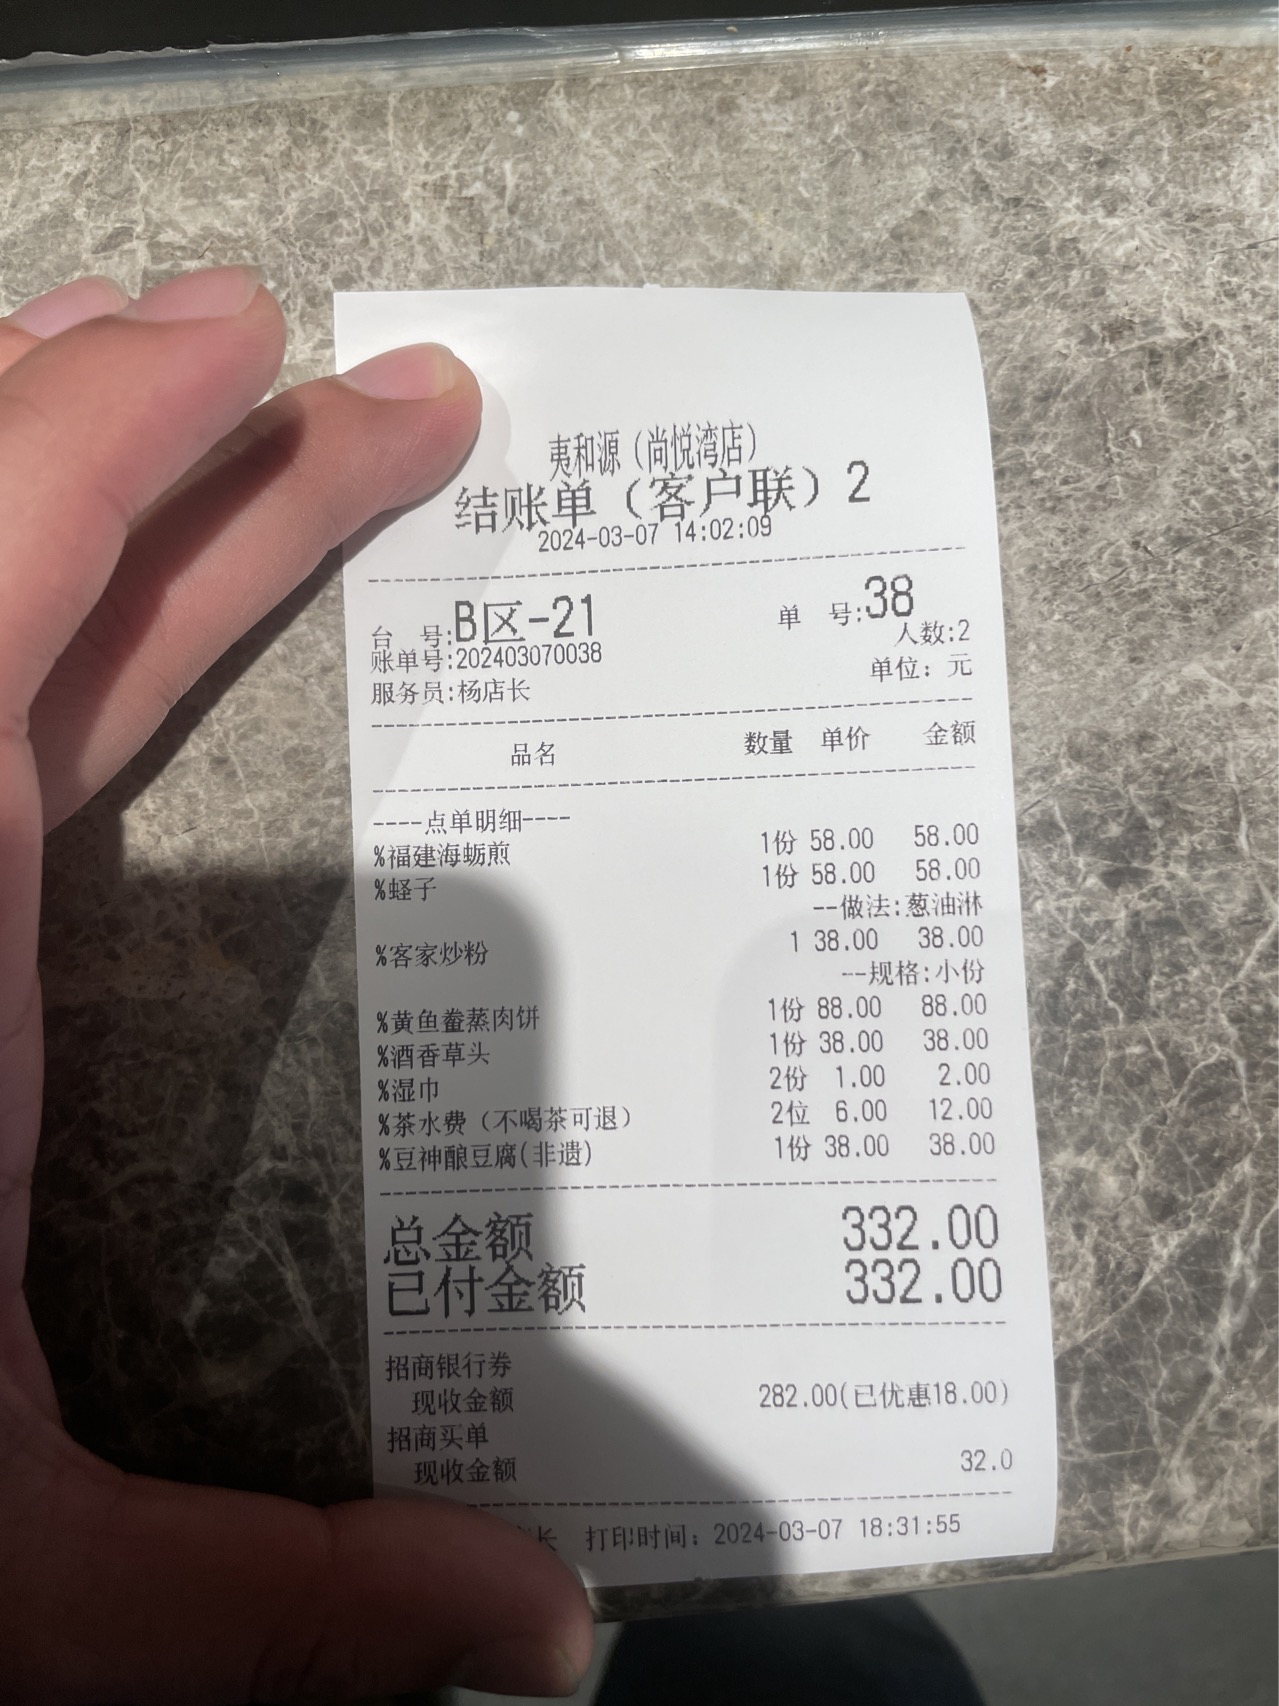 夷和源（尚悦湾店）
结账单（客户联）2
2024-03-07 14:02:09
台 号:B区-21 单 号:38
人数:2
账单号:202403070038
单位：元
服务员:杨店长
品名 数量 单价 金额
----点单明细----
%福建海蛎煎 1份 58.00 58.00
%蛏子 1份 58.00 58.00
--做法:葱油淋
%客家炒粉 1 38.00 38.00
--规格:小份
%黄鱼鲞蒸肉饼 1份 88.00 88.00
%酒香草头 1份 38.00 38.00
%湿巾 2份 1.00 2.00
%茶水费（不喝茶可退） 2位 6.00 12.00
%豆神酿豆腐(非遗) 1份 38.00 38.00
总金额 332.00
已付金额 332.00
招商银行券
现收金额 282.00(已优惠18.00)
招商买单
现收金额 32.0
长 打印时间：2024-03-07 18:31:55